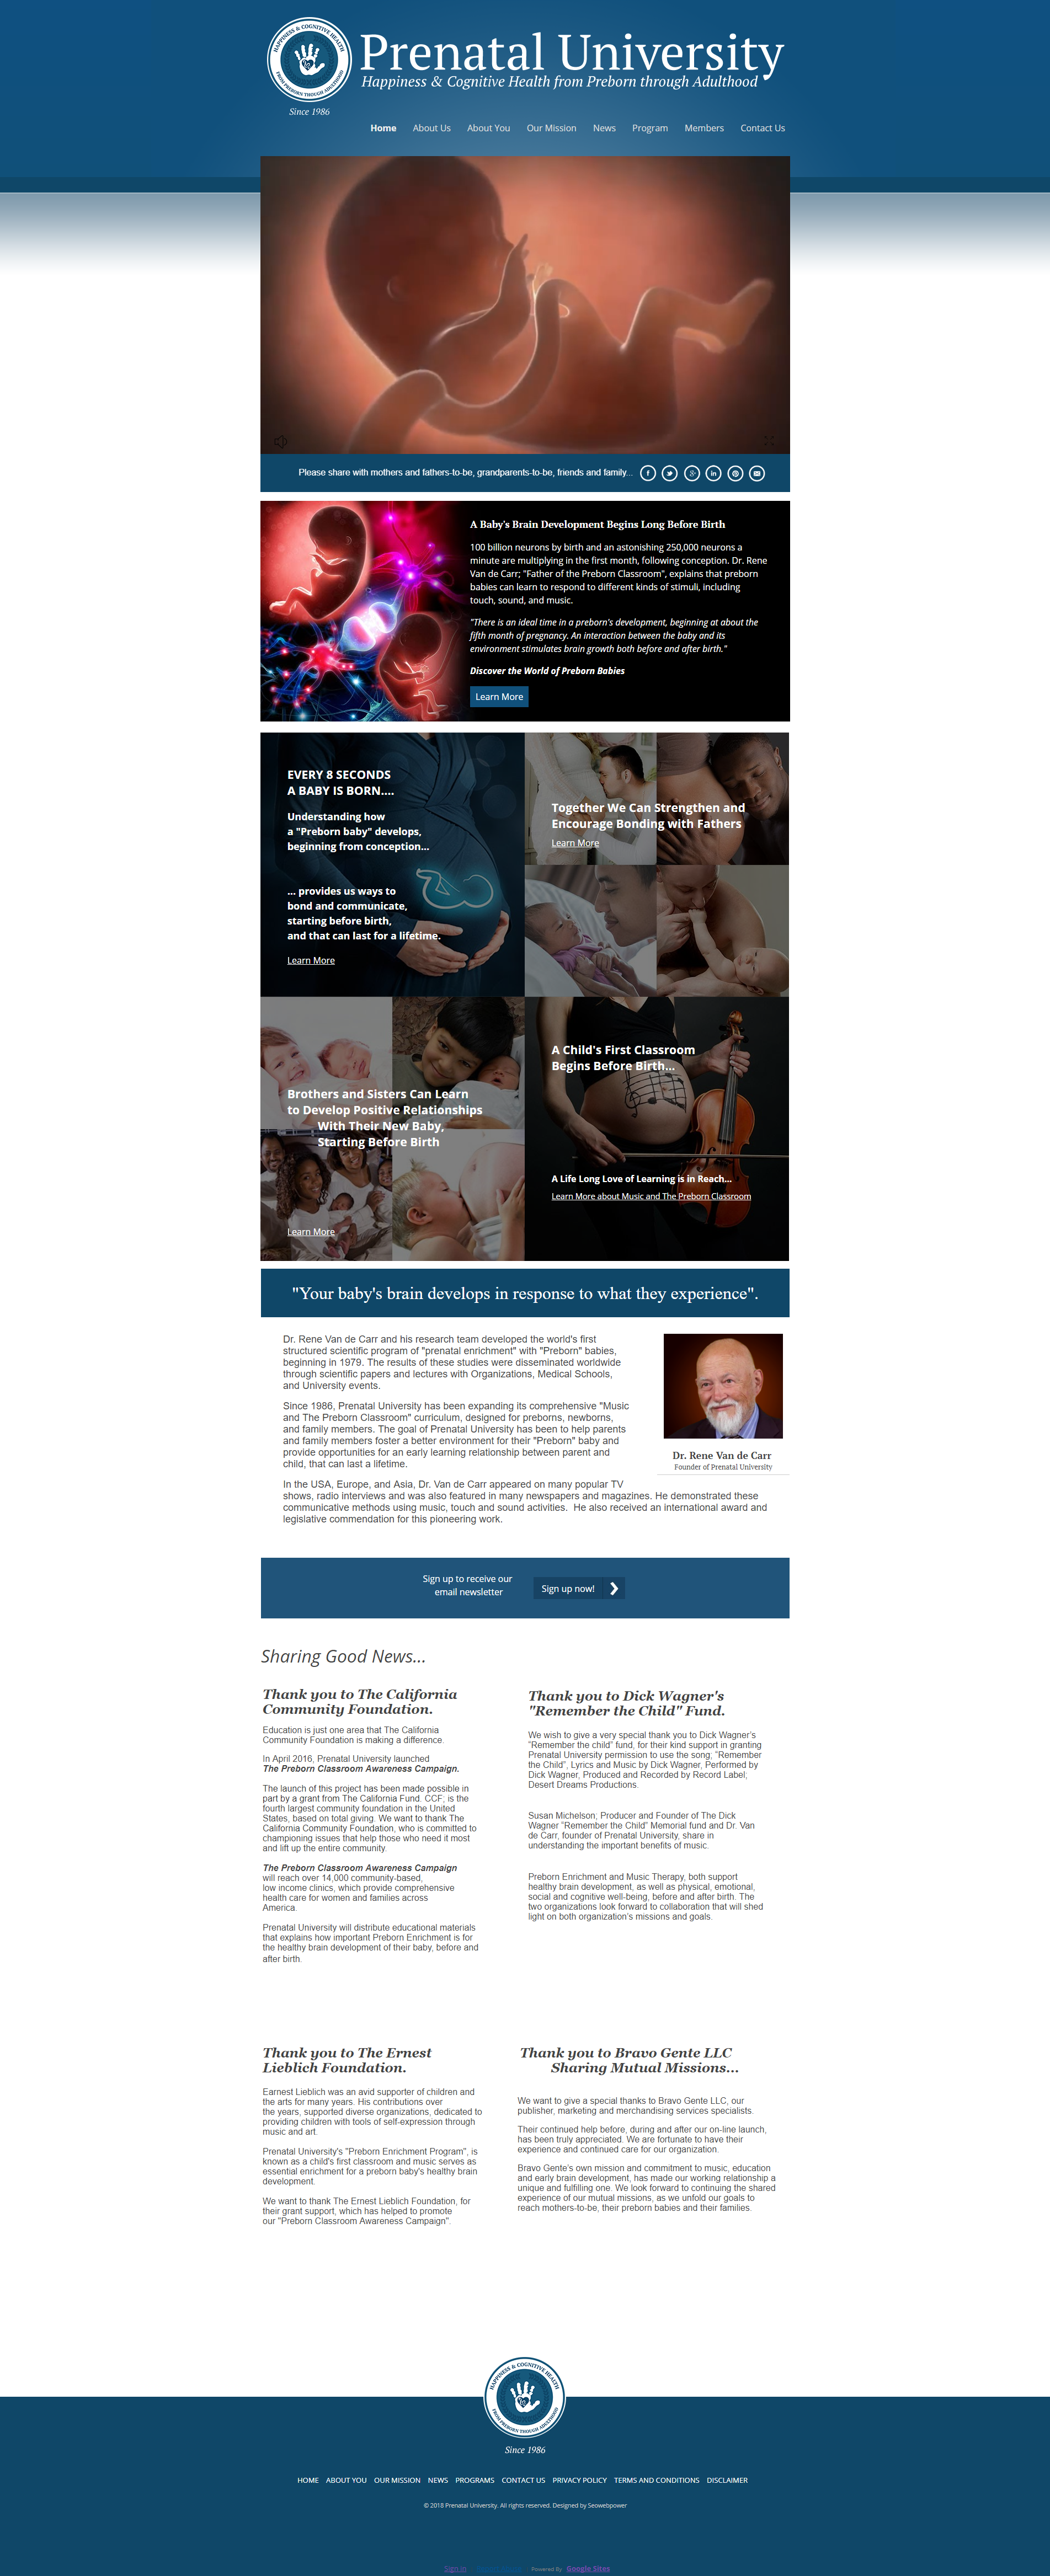 HAPPINESS & COGNITIVE HEALTH
FROM PREBORN THOUGH ADULTHOOD
Since 1986
Prenatal University
Happiness & Cognitive Health from Preborn through Adulthood
Home About Us About You Our Mission News Program Members Contact Us
Please share with mothers and fathers-to-be, grandparents-to-be, friends and family...
A Baby's Brain Development Begins Long Before Birth
100 billion neurons by birth and an astonishing 250,000 neurons a
minute are multiplying in the first month, following conception. Dr. Rene
Van de Carr; "Father of the Preborn Classroom", explains that preborn
babies can learn to respond to different kinds of stimuli, including
touch, sound, and music.
"There is an ideal time in a preborn's development, beginning at about the
fifth month of pregnancy. An interaction between the baby and its
environment stimulates brain growth both before and after birth."
Discover the World of Preborn Babies
Learn More
EVERY 8 SECONDS
A BABY IS BORN....
Understanding how
a "Preborn baby" develops,
beginning from conception...
... provides us ways to
bond and communicate,
starting before birth,
and that can last for a lifetime.
Learn More
Together We Can Strengthen and
Encourage Bonding with Fathers
Learn More
Brothers and Sisters Can Learn
to Develop Positive Relationships
With Their New Baby,
Starting Before Birth
Learn More
A Child's First Classroom
Begins Before Birth...
A Life Long Love of Learning is in Reach...
Learn More about Music and The Preborn Classroom
"Your baby's brain develops in response to what they experience".
Dr. Rene Van de Carr and his research team developed the world's first
structured scientific program of "prenatal enrichment" with "Preborn" babies,
beginning in 1979. The results of these studies were disseminated worldwide
through scientific papers and lectures with Organizations, Medical Schools,
and University events.
Since 1986, Prenatal University has been expanding its comprehensive "Music
and The Preborn Classroom" curriculum, designed for preborns, newborns,
and family members. The goal of Prenatal University has been to help parents
and family members foster a better environment for their "Preborn" baby and
provide opportunities for an early learning relationship between parent and
child, that can last a lifetime.
In the USA, Europe, and Asia, Dr. Van de Carr appeared on many popular TV
shows, radio interviews and was also featured in many newspapers and magazines. He demonstrated these
communicative methods using music, touch and sound activities. He also received an international award and
legislative commendation for this pioneering work.
Dr. Rene Van de Carr
Founder of Prenatal University
Sign up to receive our
email newsletter
Sign up now!
Sharing Good News...
Thank you to The California
Community Foundation.
Education is just one area that The California
Community Foundation is making a difference.
In April 2016, Prenatal University launched
The Preborn Classroom Awareness Campaign.
The launch of this project has been made possible in
part by a grant from The California Fund. CCF; is the
fourth largest community foundation in the United
States, based on total giving. We want to thank The
California Community Foundation, who is committed to
championing issues that help those who need it most
and lift up the entire community.
The Preborn Classroom Awareness Campaign
will reach over 14,000 community-based,
low income clinics, which provide comprehensive
health care for women and families across
America.
Prenatal University will distribute educational materials
that explains how important Preborn Enrichment is for
the healthy brain development of their baby, before and
after birth.
Thank you to Dick Wagner's
"Remember the Child" Fund.
We wish to give a very special thank you to Dick Wagner's
"Remember the child" fund, for their kind support in granting
Prenatal University permission to use the song; "Remember
the Child", Lyrics and Music by Dick Wagner, Performed by
Dick Wagner, Produced and Recorded by Record Label;
Desert Dreams Productions.
Susan Michelson; Producer and Founder of The Dick
Wagner "Remember the Child" Memorial fund and Dr. Van
de Carr, founder of Prenatal University, share in
understanding the important benefits of music.
Preborn Enrichment and Music Therapy, both support
healthy brain development, as well as physical, emotional,
social and cognitive well-being, before and after birth. The
two organizations look forward to collaboration that will shed
light on both organization's missions and goals.
Thank you to The Ernest
Lieblich Foundation.
Earnest Lieblich was an avid supporter of children and
the arts for many years. His contributions over
the years, supported diverse organizations, dedicated to
providing children with tools of self-expression through
music and art.
Prenatal University's "Preborn Enrichment Program", is
known as a child's first classroom and music serves as
essential enrichment for a preborn baby's healthy brain
development.
We want to thank The Ernest Lieblich Foundation, for
their grant support, which has helped to promote
our "Preborn Classroom Awareness Campaign".
Thank you to Bravo Gente LLC
Sharing Mutual Missions...
We want to give a special thanks to Bravo Gente LLC, our
publisher, marketing and merchandising services specialists.
Their continued help before, during and after our on-line launch,
has been truly appreciated. We are fortunate to have their
experience and continued care for our organization.
Bravo Gente's own mission and commitment to music, education
and early brain development, has made our working relationship a
unique and fulfilling one. We look forward to continuing the shared
experience of our mutual missions, as we unfold our goals to
reach mothers-to-be, their preborn babies and their families.
HAPPINESS & COGNITIVE HEALTH
FROM PREBORN THOUGH ADULTHOOD
Since 1986
HOME ABOUT YOU OUR MISSION NEWS PROGRAMS CONTACT US PRIVACY POLICY TERMS AND CONDITIONS DISCLAIMER
© 2018 Prenatal University. All rights reserved. Designed by Seowebpower
Sign in Powered By Google Sites